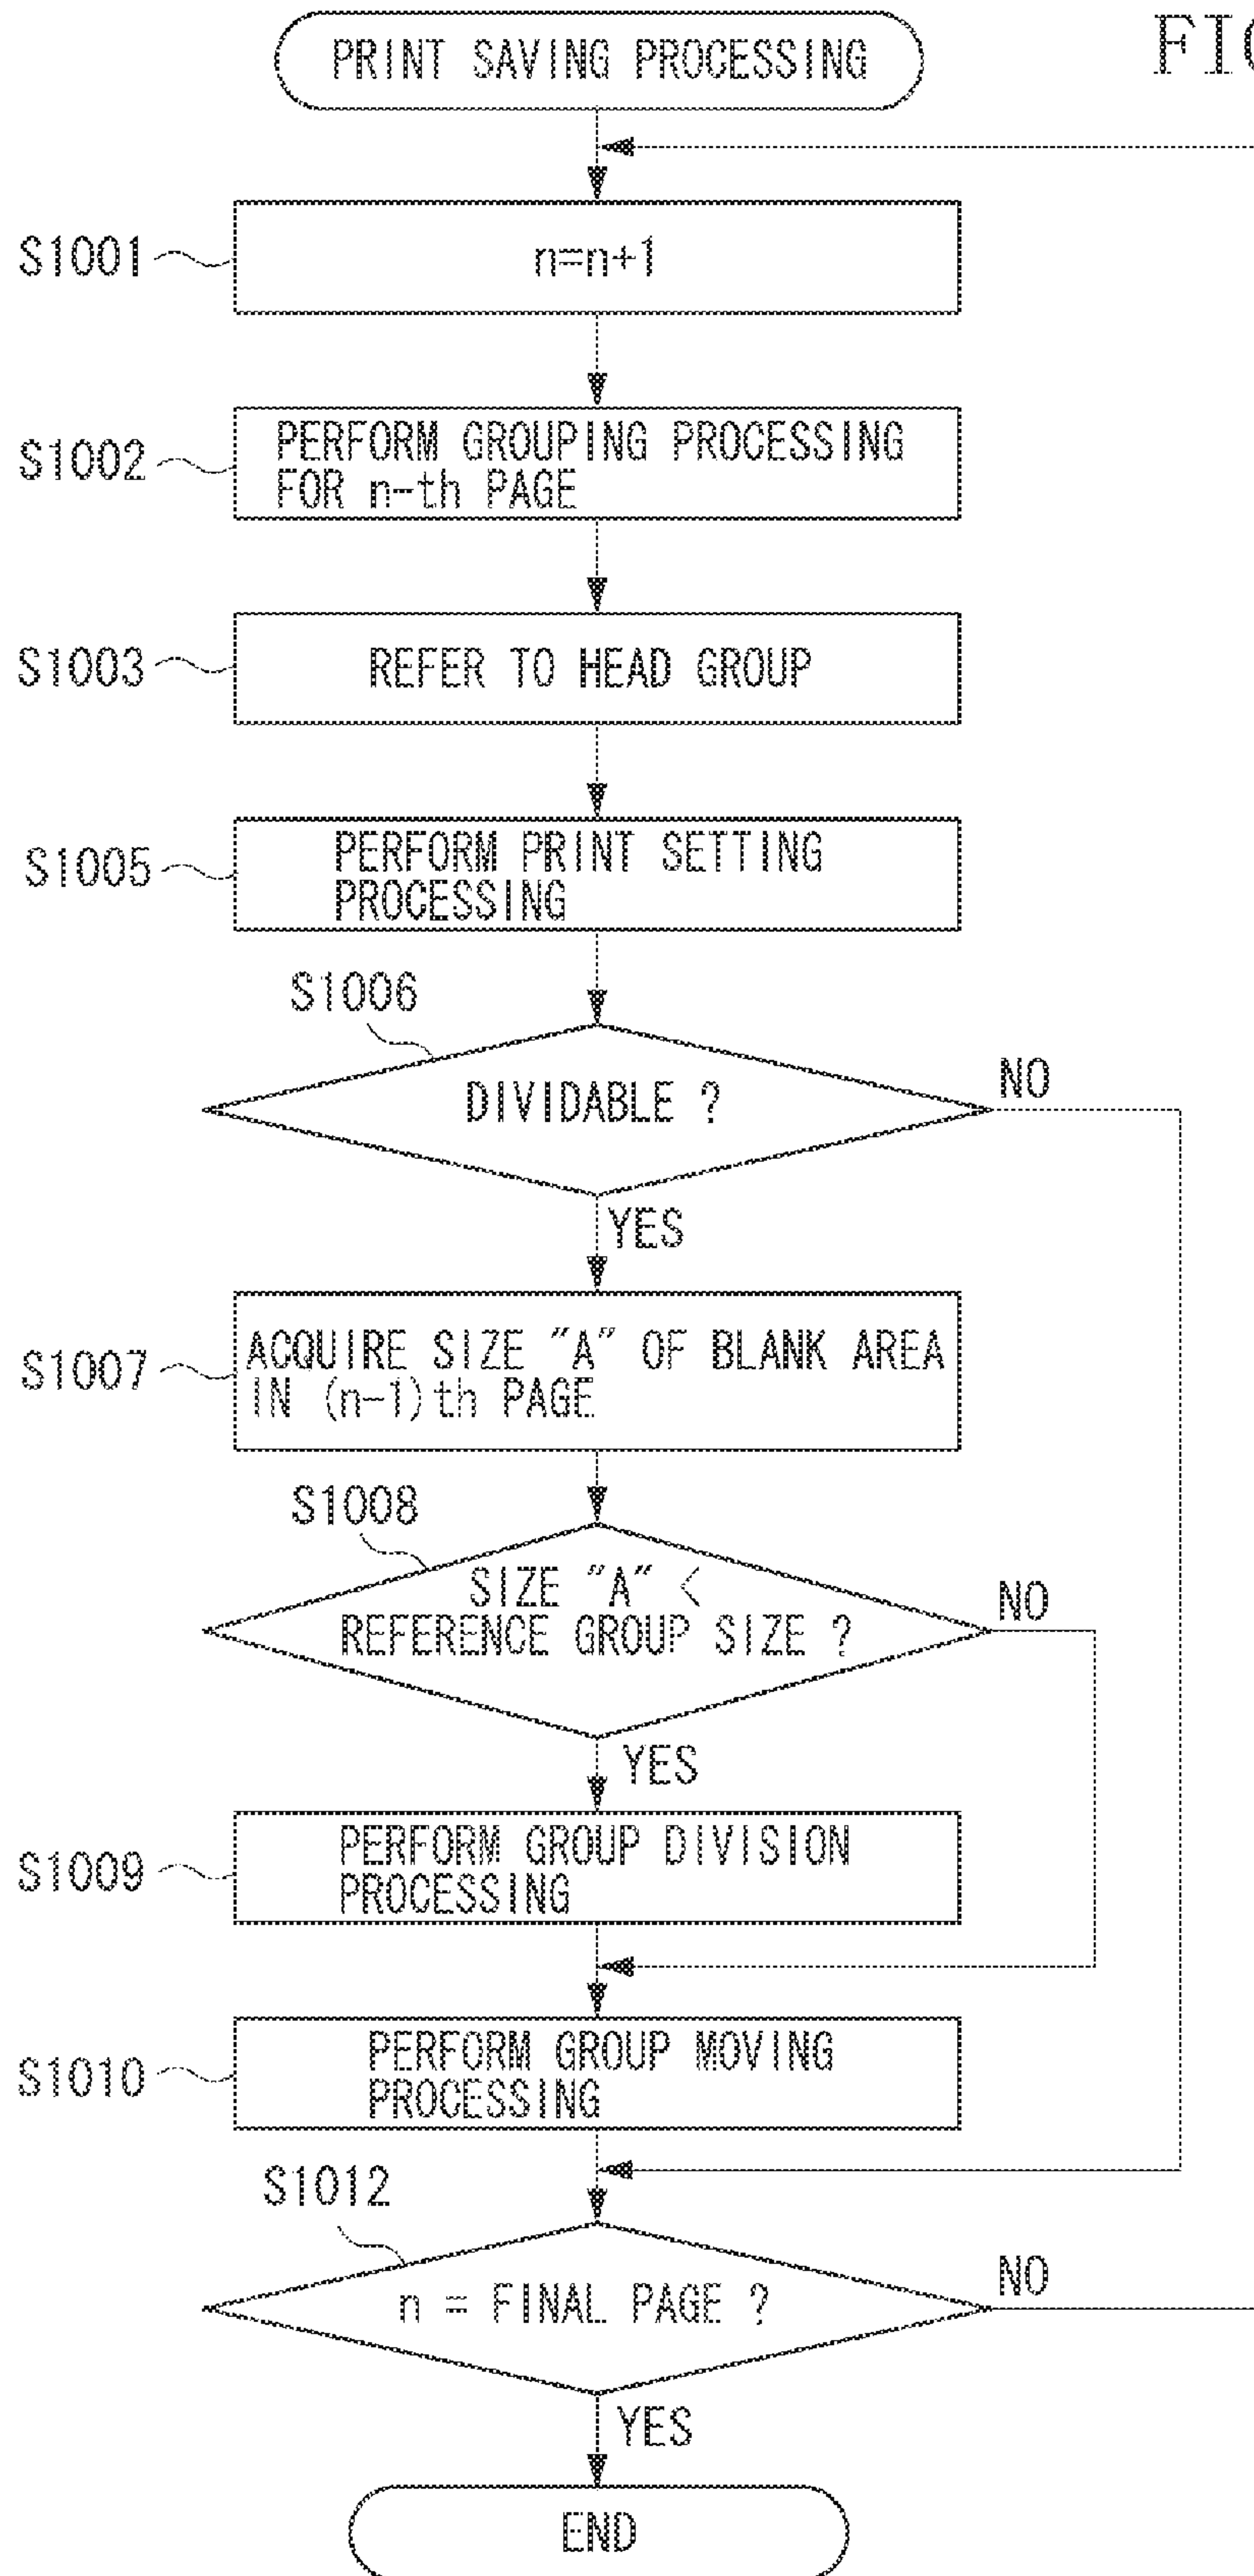 PRINT SAVING PROCESSING
FIG
S1001
n=n+1
S1002
PERFORM GROUPING PROCESSING
FOR n-th PAGE
S1003
REFER TO HEAD GROUP
S1005
PERFORM PRINT SETTING
PROCESSING
S1006
DIVIDABLE ?
NO
YES
S1007
ACQUIRE SIZE "A" OF BLANK AREA
IN (n-1)th PAGE
S1008
SIZE "A" <
REFERENCE GROUP SIZE ?
NO
YES
S1009
PERFORM GROUP DIVISION
PROCESSING
S1010
PERFORM GROUP MOVING
PROCESSING
S1012
n = FINAL PAGE ?
NO
YES
END